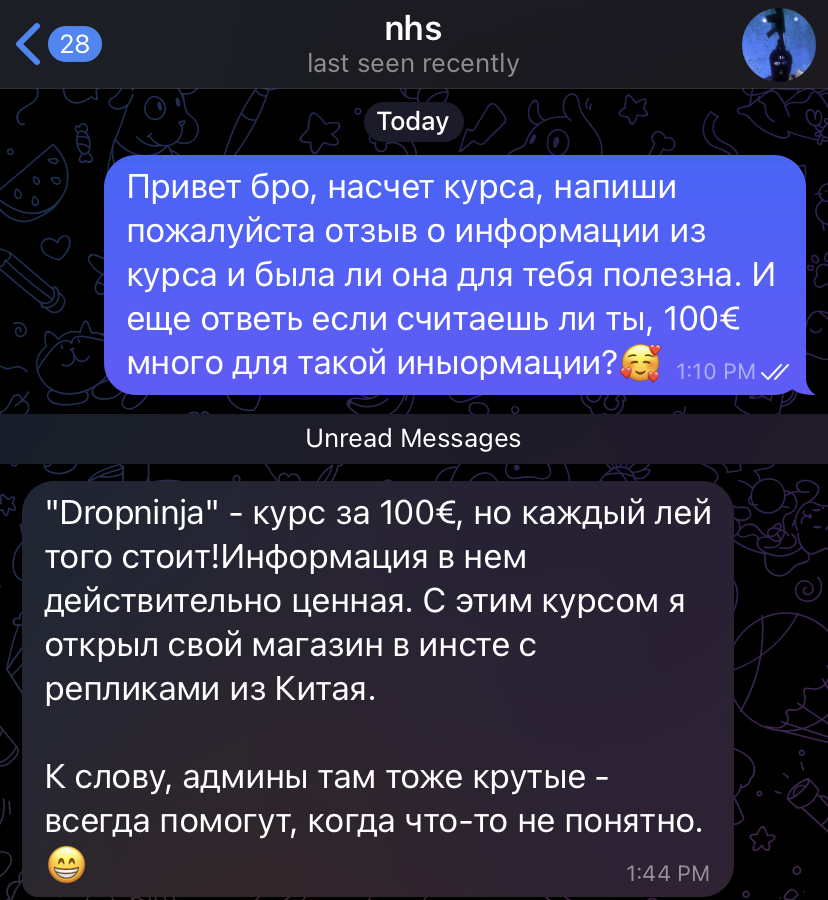 28
nhs
last seen recently
Today
Привет бро, насчет курса, напиши
пожалуйста отзыв о информации из
курса и была ли она для тебя полезна. И
еще ответь если считаешь ли ты, 100€
много для такой иныормации?🥰 1:10 PM
Unread Messages
"Dropninja" - курс за 100€, но каждый лей
того стоит!Информация в нем
действительно ценная. С этим курсом я
открыл свой магазин в инсте с
репликами из Китая.
К слову, админы там тоже крутые -
всегда помогут, когда что-то не понятно.
😁 1:44 PM